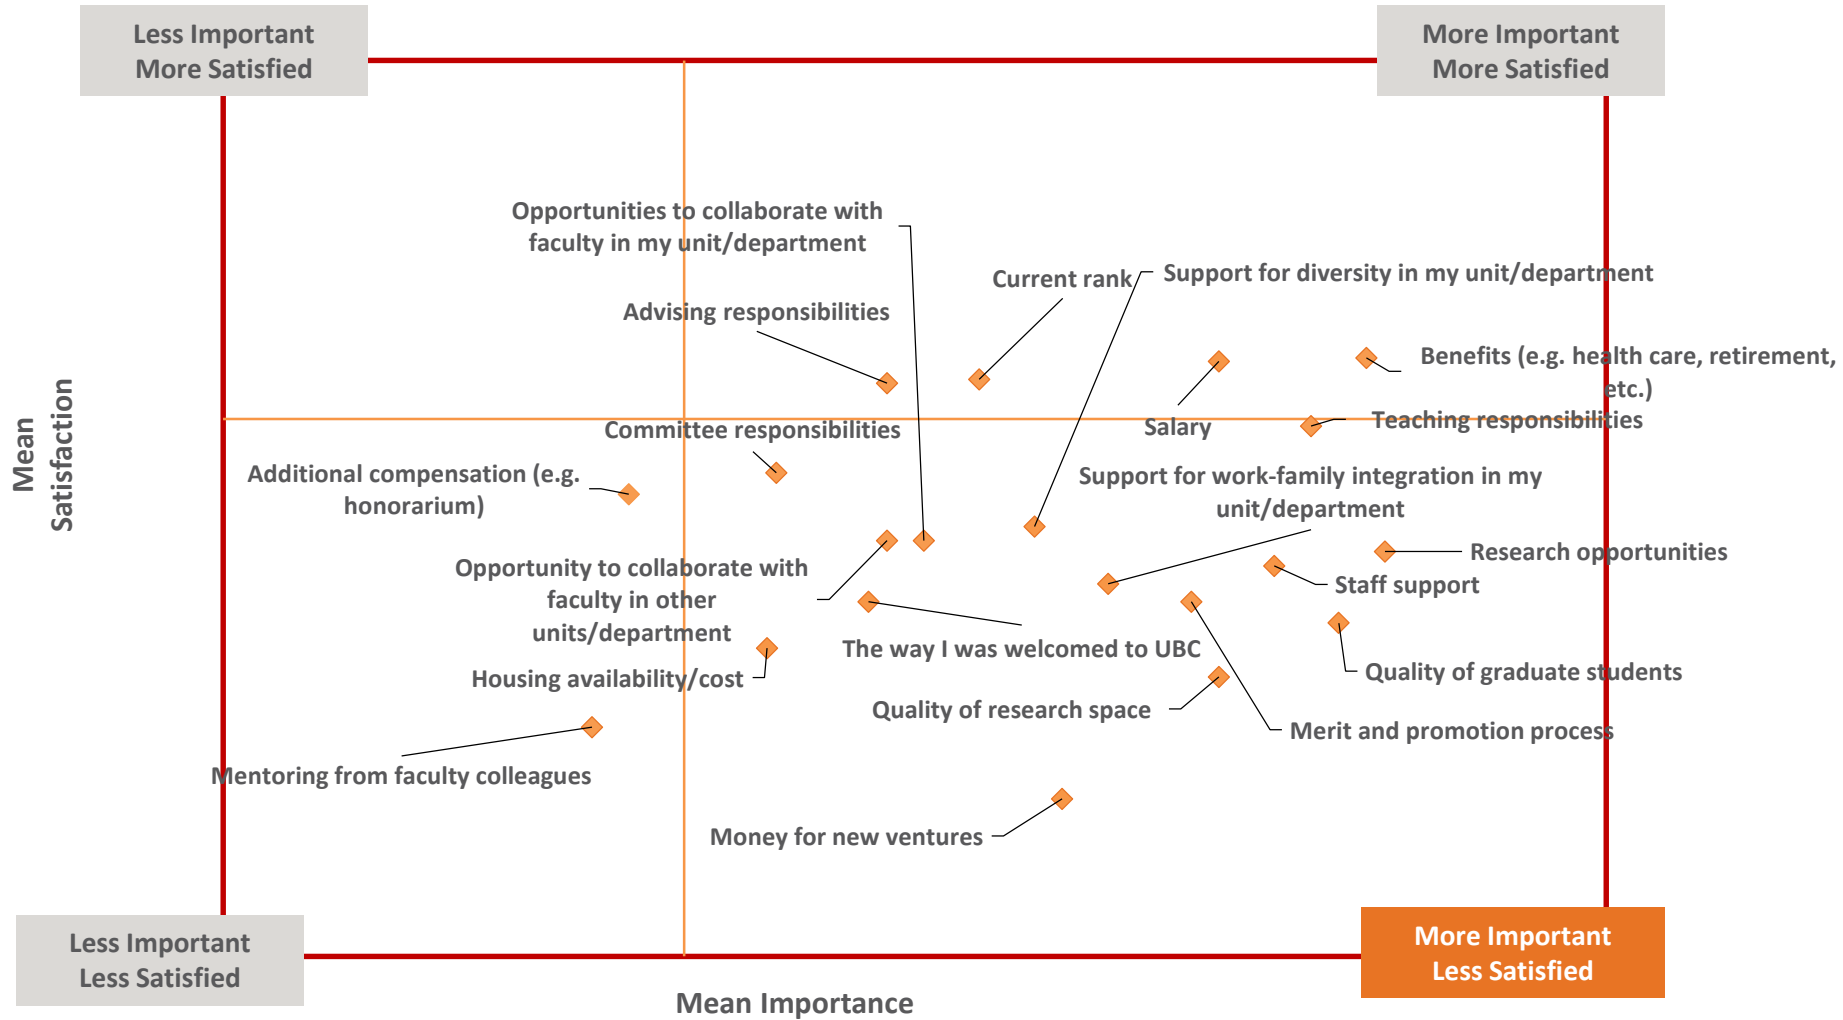 Less Important
More Satisfied
More Important
More Satisfied
Opportunities to collaborate with
faculty in my unit/department
Current rank
Support for diversity in my unit/department
Advising responsibilities
Benefits (e.g. health care, retirement,
etc.)
Salary
Teaching responsibilities
Committee responsibilities
Mean
Satisfaction
Additional compensation (e.g.
honorarium)
Support for work-family integration in my
unit/department
Research opportunities
Staff support
Opportunity to collaborate with
faculty in other
units/department
The way I was welcomed to UBC
Quality of graduate students
Housing availability/cost
Quality of research space
Merit and promotion process
Mentoring from faculty colleagues
Money for new ventures
Less Important
Less Satisfied
More Important
Less Satisfied
Mean Importance